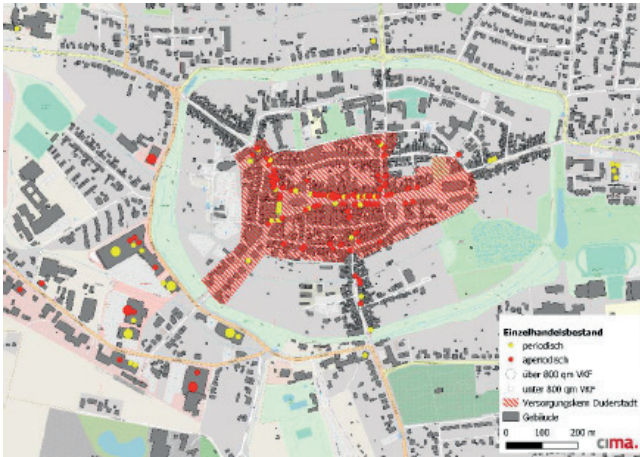 Einzelhandelsbestand
periodisch
aperiodisch
über 800 qm VKF
unter 800 qm VKF
Versorgungskern Duderstadt
Gebäude
0 100 200 m
cima.